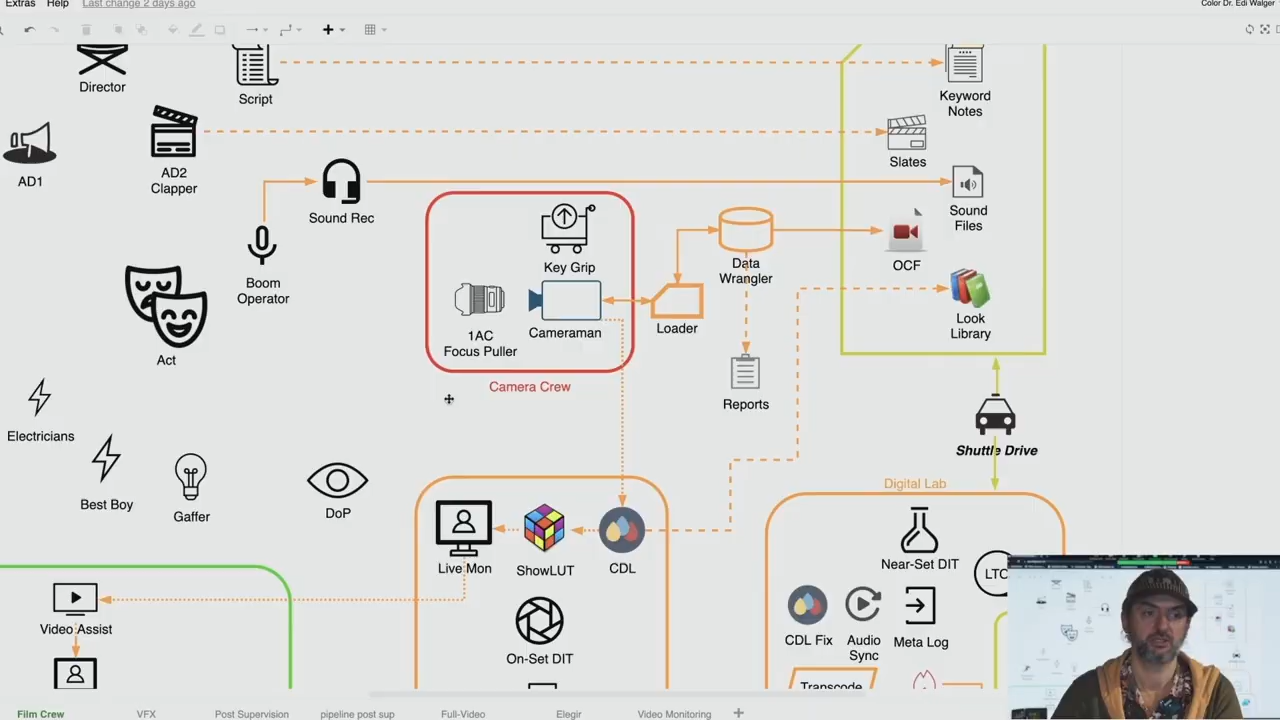 Extras Help Last change 2 days ago
Color Dr. Edi Walger
Director
Script
Keyword
Notes
AD1
AD2
Clapper
Slates
Sound Rec
Sound
Files
Boom
Operator
Key Grip
Data
Wrangler
OCF
1AC
Focus Puller
Cameraman
Loader
Look
Library
Act
Camera Crew
Reports
Electricians
Shuttle Drive
Best Boy
Gaffer
DoP
Digital Lab
Live Mon
ShowLUT
CDL
Near-Set DIT
LTO
Video Assist
On-Set DIT
CDL Fix
Audio
Sync
Meta Log
Transcode
Film Crew VFX Post Supervision pipeline post sup Full-Video Elegir Video Monitoring